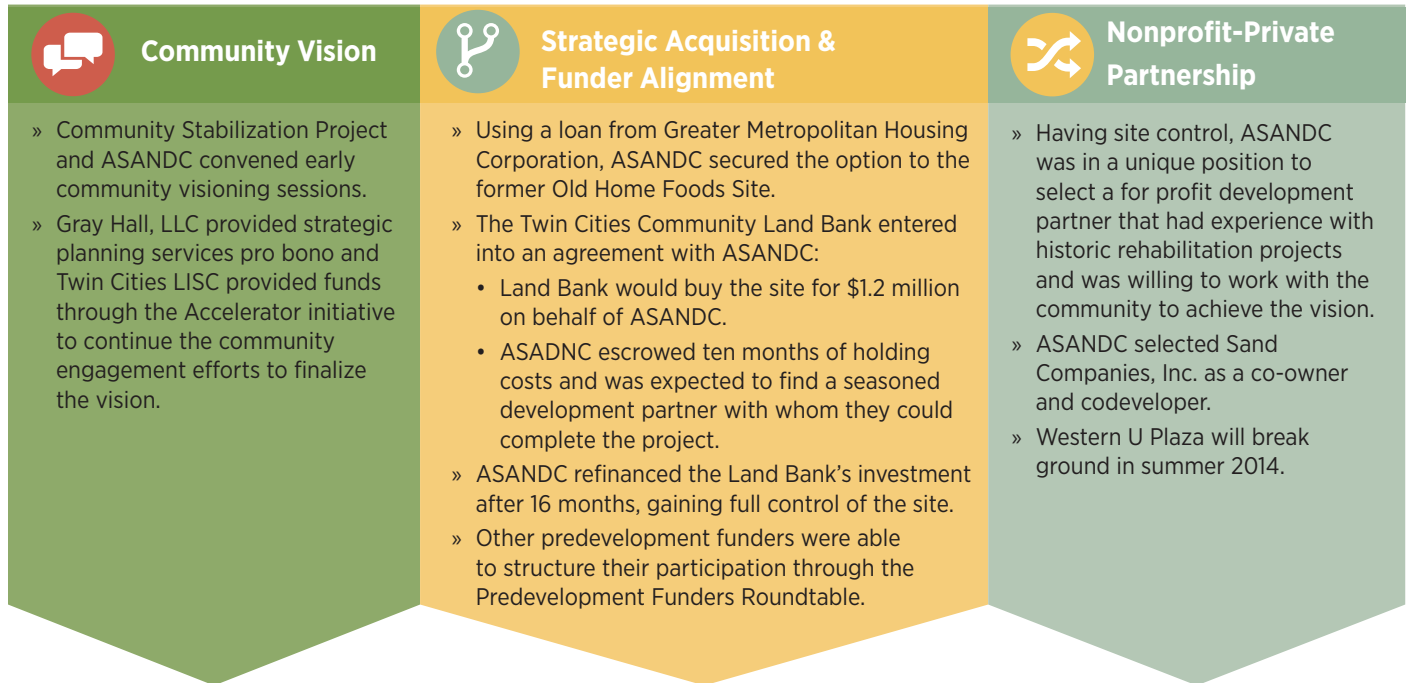 Community Vision
» Community Stabilization Project
and ASANDC convened early
community visioning sessions.
» Gray Hall, LLC provided strategic
planning services pro bono and
Twin Cities LISC provided funds
through the Accelerator initiative
to continue the community
engagement efforts to finalize
the vision.
Strategic Acquisition &
Funder Alignment
» Using a loan from Greater Metropolitan Housing
Corporation, ASANDC secured the option to the
former Old Home Foods Site.
» The Twin Cities Community Land Bank entered
into an agreement with ASANDC:
• Land Bank would buy the site for $1.2 million
on behalf of ASANDC.
• ASADNC escrowed ten months of holding
costs and was expected to find a seasoned
development partner with whom they could
complete the project.
» ASANDC refinanced the Land Bank's investment
after 16 months, gaining full control of the site.
» Other predevelopment funders were able
to structure their participation through the
Predevelopment Funders Roundtable.
Nonprofit-Private
Partnership
» Having site control, ASANDC
was in a unique position to
select a for profit development
partner that had experience with
historic rehabilitation projects
and was willing to work with the
community to achieve the vision.
» ASANDC selected Sand
Companies, Inc. as a co-owner
and codeveloper.
» Western U Plaza will break
ground in summer 2014.